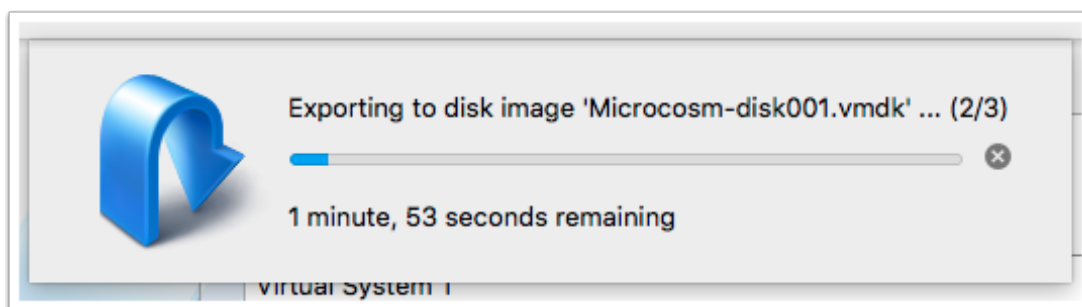 Exporting to disk image 'Microcosm-disk001.vmdk' ... (2/3)
1 minute, 53 seconds remaining
Virtual System 1